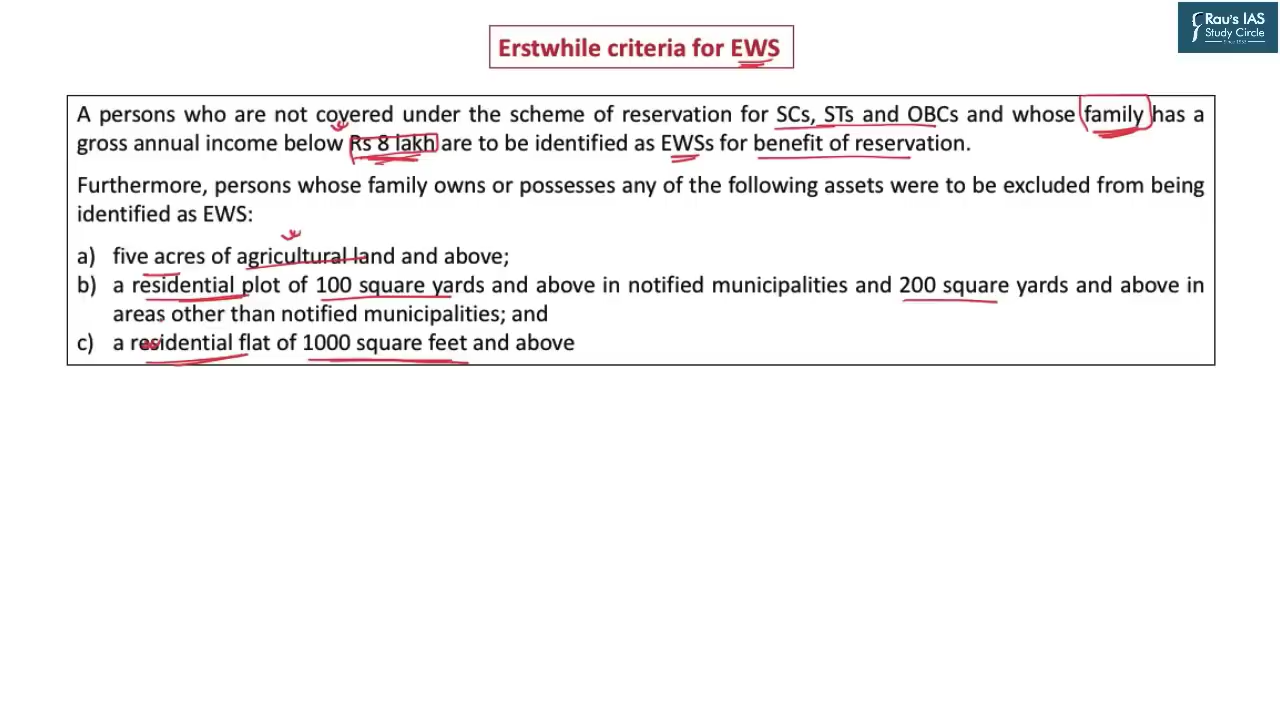 Rau's IAS
Study Circle
Since 1953
Erstwhile criteria for EWS
A persons who are not covered under the scheme of reservation for SCs, STs and OBCs and whose family has a
gross annual income below Rs 8 lakh are to be identified as EWSs for benefit of reservation.
Furthermore, persons whose family owns or possesses any of the following assets were to be excluded from being
identified as EWS:
a) five acres of agricultural land and above;
b) a residential plot of 100 square yards and above in notified municipalities and 200 square yards and above in
areas other than notified municipalities; and
c) a residential flat of 1000 square feet and above